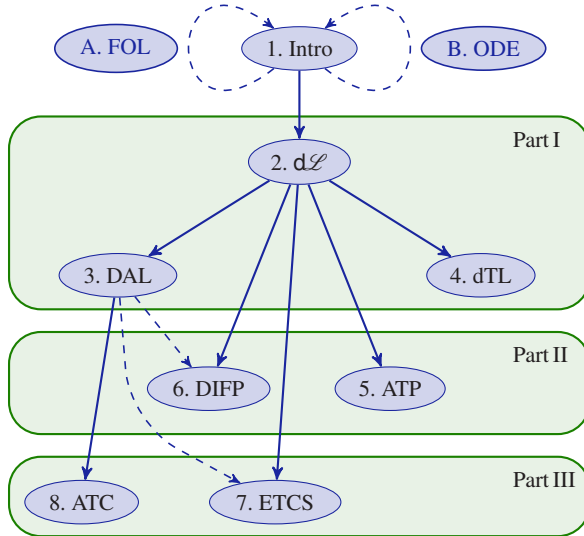 A. FOL
1. Intro
B. ODE
Part I
2. dℒ
3. DAL
4. dTL
Part II
6. DIFP
5. ATP
Part III
8. ATC
7. ETCS